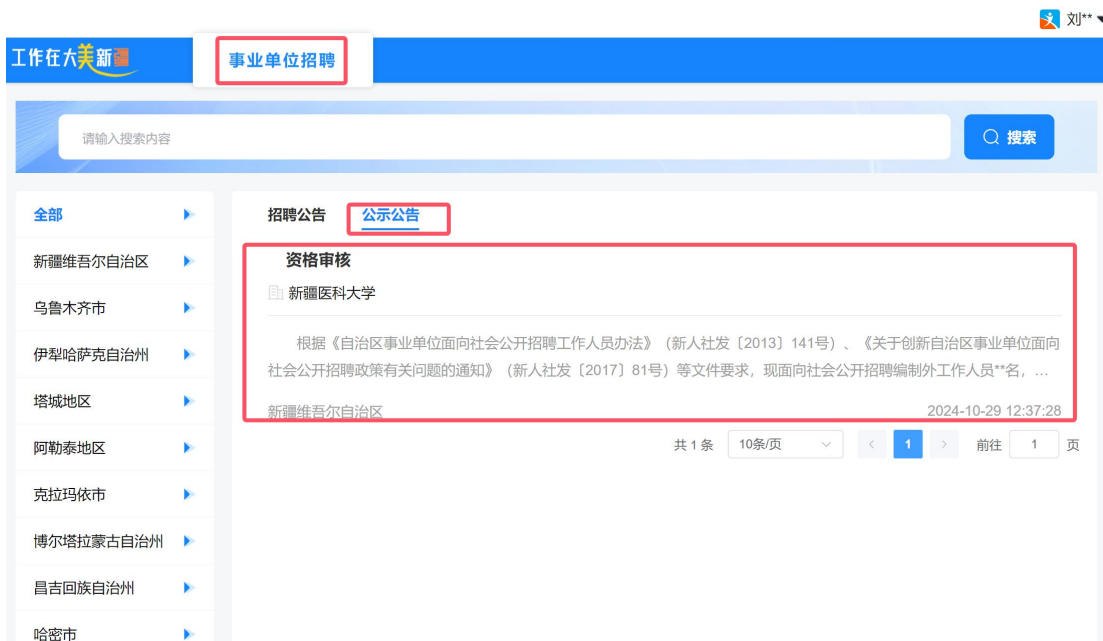 刘**
工作在大美新疆
事业单位招聘
请输入搜索内容
搜索
全部
新疆维吾尔自治区
乌鲁木齐市
伊犁哈萨克自治州
塔城地区
阿勒泰地区
克拉玛依市
博尔塔拉蒙古自治州
昌吉回族自治州
哈密市
招聘公告 公示公告
资格审核
新疆医科大学
根据《自治区事业单位面向社会公开招聘工作人员办法》（新人社发〔2013〕141号）、《关于创新自治区事业单位面向
社会公开招聘政策有关问题的通知》（新人社发〔2017〕81号）等文件要求，现面向社会公开招聘编制外工作人员**名，...
新疆维吾尔自治区 2024-10-29 12:37:28
共 1 条 10条/页 < 1 > 前往 1 页